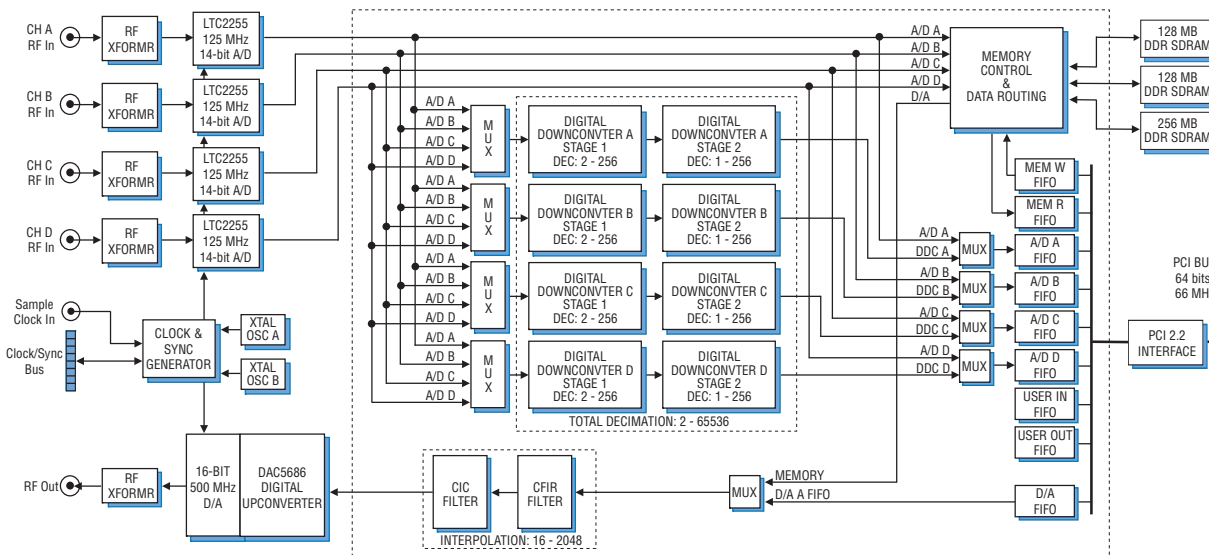 CH A
RF In
RF
XFORMR
LTC2255
125 MHz
14-bit A/D
CH B
RF In
RF
XFORMR
LTC2255
125 MHz
14-bit A/D
CH C
RF In
RF
XFORMR
LTC2255
125 MHz
14-bit A/D
CH D
RF In
RF
XFORMR
LTC2255
125 MHz
14-bit A/D
Sample
Clock In
Clock/Sync
Bus
CLOCK &
SYNC
GENERATOR
XTAL
OSC A
XTAL
OSC B
RF Out
RF
XFORMR
16-BIT
500 MHz
D/A
DAC5686
DIGITAL
UPCONVERTER
A/D A
A/D B
A/D C
A/D D
MUX
DIGITAL
DOWNCONVTER A
STAGE 1
DEC: 2 - 256
DIGITAL
DOWNCONVTER A
STAGE 2
DEC: 1 - 256
A/D A
A/D B
A/D C
A/D D
MUX
DIGITAL
DOWNCONVTER B
STAGE 1
DEC: 2 - 256
DIGITAL
DOWNCONVTER B
STAGE 2
DEC: 1 - 256
A/D A
A/D B
A/D C
A/D D
MUX
DIGITAL
DOWNCONVTER C
STAGE 1
DEC: 2 - 256
DIGITAL
DOWNCONVTER C
STAGE 2
DEC: 1 - 256
A/D A
A/D B
A/D C
A/D D
MUX
DIGITAL
DOWNCONVTER D
STAGE 1
DEC: 2 - 256
DIGITAL
DOWNCONVTER D
STAGE 2
DEC: 1 - 256
TOTAL DECIMATION: 2 - 65536
CIC
FILTER
CFIR
FILTER
INTERPOLATION: 16 - 2048
MUX
MEMORY
D/A A FIFO
A/D A
A/D B
A/D C
A/D D
D/A
MEMORY
CONTROL
&
DATA ROUTING
128 MB
DDR SDRAM
128 MB
DDR SDRAM
256 MB
DDR SDRAM
MEM W
FIFO
MEM R
FIFO
A/D A
DDC A
MUX
A/D A
FIFO
A/D B
DDC B
MUX
A/D B
FIFO
A/D C
DDC C
MUX
A/D C
FIFO
A/D D
DDC D
MUX
A/D D
FIFO
USER IN
FIFO
USER OUT
FIFO
D/A
FIFO
PCI 2.2
INTERFACE
PCI BU
64 bits
66 MH